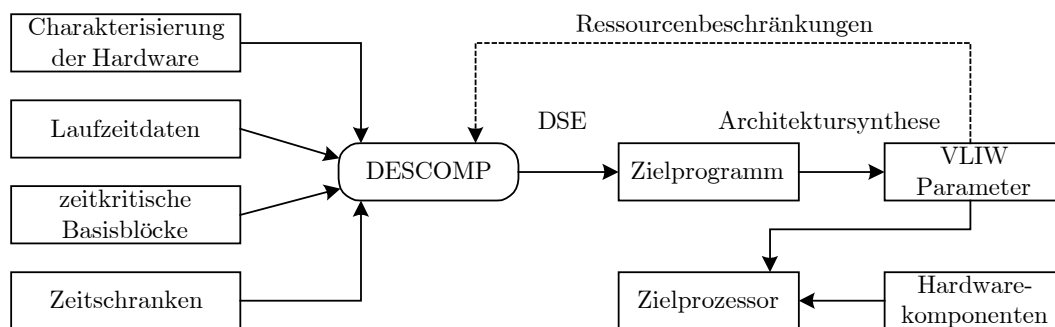 Ressourcenbeschränkungen
Charakterisierung
der Hardware
Laufzeitdaten
DSE
Architektursynthese
DESCOMP
Zielprogramm
VLIW
Parameter
zeitkritische
Basisblöcke
Zeitschranken
Zielprozessor
Hardware-
komponenten